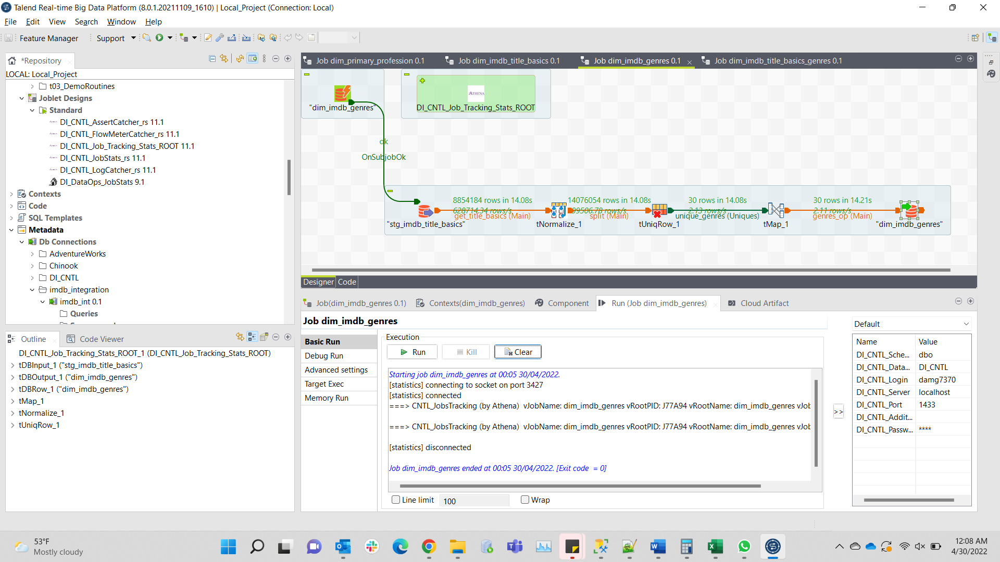 Talend Real-time Big Data Platform (8.0.1.20211109_1610) | Local_Project (Connection: Local)
File Edit View Search Window Help
Feature Manager Support
*Repository
LOCAL: Local_Project
t03_DemoRoutines
Joblet Designs
Standard
DI_CNTL_AssertCatcher_rs 11.1
DI_CNTL_FlowMeterCatcher_rs 11.1
DI_CNTL_Job_Tracking_Stats_ROOT 11.1
DI_CNTL_JobStats_rs 11.1
DI_CNTL_LogCatcher_rs 11.1
DI_DataOps_JobStats 9.1
Contexts
Code
SQL Templates
Metadata
Db Connections
AdventureWorks
Chinook
DI_CNTL
imdb_integration
imdb_int 0.1
Queries
Outline Code Viewer
DI_CNTL_Job_Tracking_Stats_ROOT_1 (DI_CNTL_Job_Tracking_Stats_ROOT)
tDBInput_1 ("stg_imdb_title_basics")
tDBOutput_1 ("dim_imdb_genres")
tDBRow_1 ("dim_imdb_genres")
tMap_1
tNormalize_1
tUniqRow_1
Job dim_primary_profession 0.1 Job dim_imdb_title_basics 0.1 Job dim_imdb_genres 0.1 Job dim_imdb_title_basics_genres 0.1
ATHENA
"dim_imdb_genres" DI_CNTL_Job_Tracking_Stats_ROOT
ok
OnSubjobOk
8854184 rows in 14.08s 14076054 rows in 14.08s 30 rows in 14.08s 30 rows in 14.21s
628714.34 rows/s 999506.78 rows/s 2.13 rows/s 2.11 rows/s
get_title_basics (Main) split (Main) unique_genres (Uniques) genres_op (Main)
"stg_imdb_title_basics" tNormalize_1 tUniqRow_1 tMap_1 "dim_imdb_genres"
Designer Code
Job(dim_imdb_genres 0.1) Contexts(dim_imdb_genres) Component Run (Job dim_imdb_genres) Cloud Artifact
Job dim_imdb_genres
Basic Run
Debug Run
Advanced settings
Target Exec
Memory Run
Execution
Run Kill Clear
Starting job dim_imdb_genres at 00:05 30/04/2022.
[statistics] connecting to socket on port 3427
[statistics] connected
===> CNTL_JobsTracking (by Athena) vJobName: dim_imdb_genres vRootPID: J77A94 vRootName: dim_imdb_genres vJob
===> CNTL_JobsTracking (by Athena) vJobName: dim_imdb_genres vRootPID: J77A94 vRootName: dim_imdb_genres vJob
[statistics] disconnected
Job dim_imdb_genres ended at 00:05 30/04/2022. [Exit code = 0]
Line limit 100 Wrap
>>
Default
Name Value
DI_CNTL_Sche... dbo
DI_CNTL_Data... DI_CNTL
DI_CNTL_Login damg7370
DI_CNTL_Server localhost
DI_CNTL_Port 1433
DI_CNTL_Addit...
DI_CNTL_Passw... ****
53°F
Mostly cloudy
12:08 AM
4/30/2022